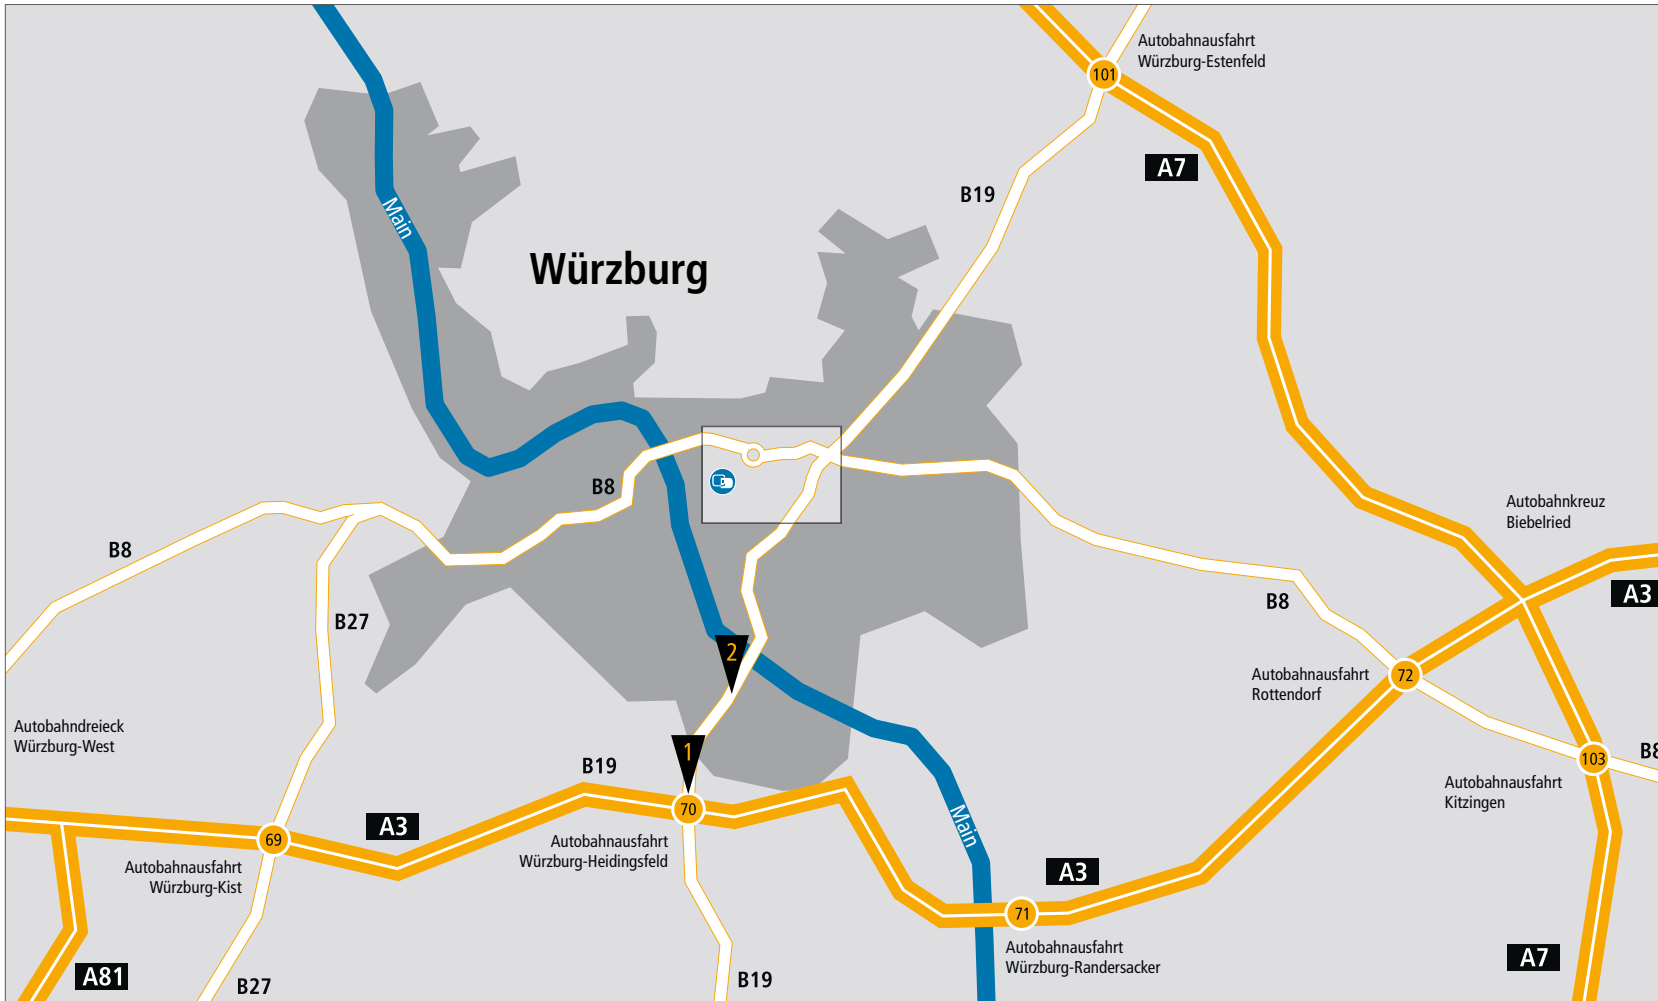 Autobahnausfahrt
Würzburg-Estenfeld
101
A7
B19
Main
Würzburg
B8
Autobahnkreuz
Biebelried
B8
A3
B8
B27
2
Autobahnausfahrt
Rottendorf
72
Autobahndreieck
Würzburg-West
1
B19
B8
103
Autobahnausfahrt
Kitzingen
70
A3
69
Autobahnausfahrt
Würzburg-Heidingsfeld
Main
Autobahnausfahrt
Würzburg-Kist
A3
71
Autobahnausfahrt
Würzburg-Randersacker
A7
A81
B27
B19